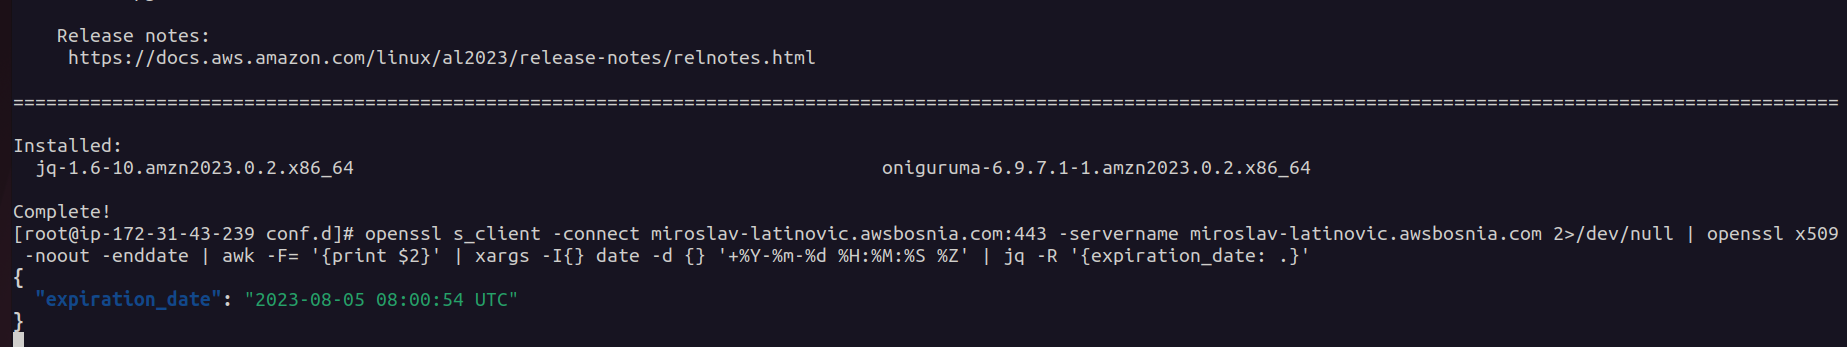 Release notes:
https://docs.aws.amazon.com/linux/al2023/release-notes/relnotes.html
======================================================================================================================================================================
Installed:
jq-1.6-10.amzn2023.0.2.x86_64 oniguruma-6.9.7.1-1.amzn2023.0.2.x86_64
Complete!
[root@ip-172-31-43-239 conf.d]# openssl s_client -connect miroslav-latinovic.awsbosnia.com:443 -servername miroslav-latinovic.awsbosnia.com 2>/dev/null | openssl x509
-noout -enddate | awk -F= '{print $2}' | xargs -I{} date -d {} '+%Y-%m-%d %H:%M:%S %Z' | jq -R '{expiration_date: .}'
{
"expiration_date": "2023-08-05 08:00:54 UTC"
}